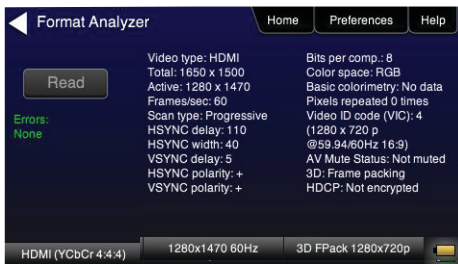 Format Analyzer
Home
Preferences
Help
Read
Errors:
None
Video type: HDMI
Total: 1650 x 1500
Active: 1280 x 1470
Frames/sec: 60
Scan type: Progressive
HSYNC delay: 110
HSYNC width: 40
VSYNC delay: 5
HSYNC polarity: +
VSYNC polarity: +
Bits per comp.: 8
Color space: RGB
Basic colorimetry: No data
Pixels repeated 0 times
Video ID code (VIC): 4
(1280 x 720 p
@59.94/60Hz 16:9)
AV Mute Status: Not muted
3D: Frame packing
HDCP: Not encrypted
HDMI (YCbCr 4:4:4)
1280x1470 60Hz
3D FPack 1280x720p